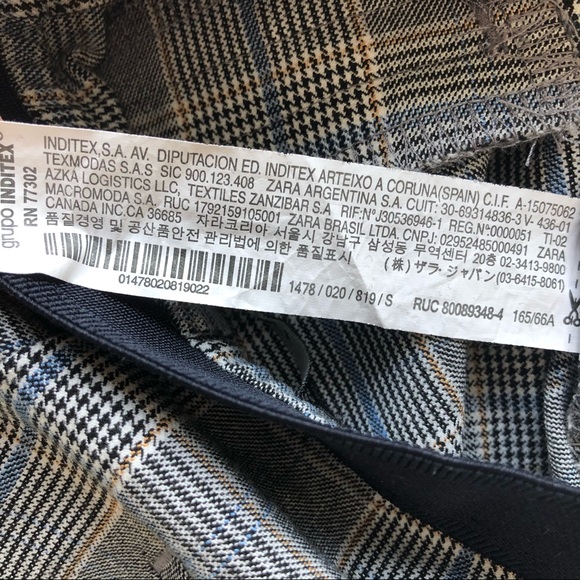 grupo INDITEX
RN 77302
INDITEX,S.A. AV. DIPUTACION ED. INDITEX ARTEIXO A CORUNA(SPAIN) C.I.F. A-15075062
TEXMODAS S.A.S SIC 900.123.408 ZARA ARGENTINA S.A. CUIT: 30-69314836-3 V- 436-01
AZKA LOGISTICS LLC, TEXTILES ZANZIBAR S.A RIF:NºJ30536946-1 REG.Nº0000051 TI-02
MACROMODA S.A. RUC 1792159105001 ZARA BRASIL LTDA. CNPJ: 02952485000491 ZARA
CANADA INC.CA 36685 자라코리아 서울시 강남구 삼성동 무역센터 20층 02-3413-9800
품질경영 및 공산품안전 관리법에 의한 품질표시 (株) ザラ・ジャパン (03-6415-8061)
01478020819022 1478 / 020 / 819 / S RUC 80089348-4 165/66A